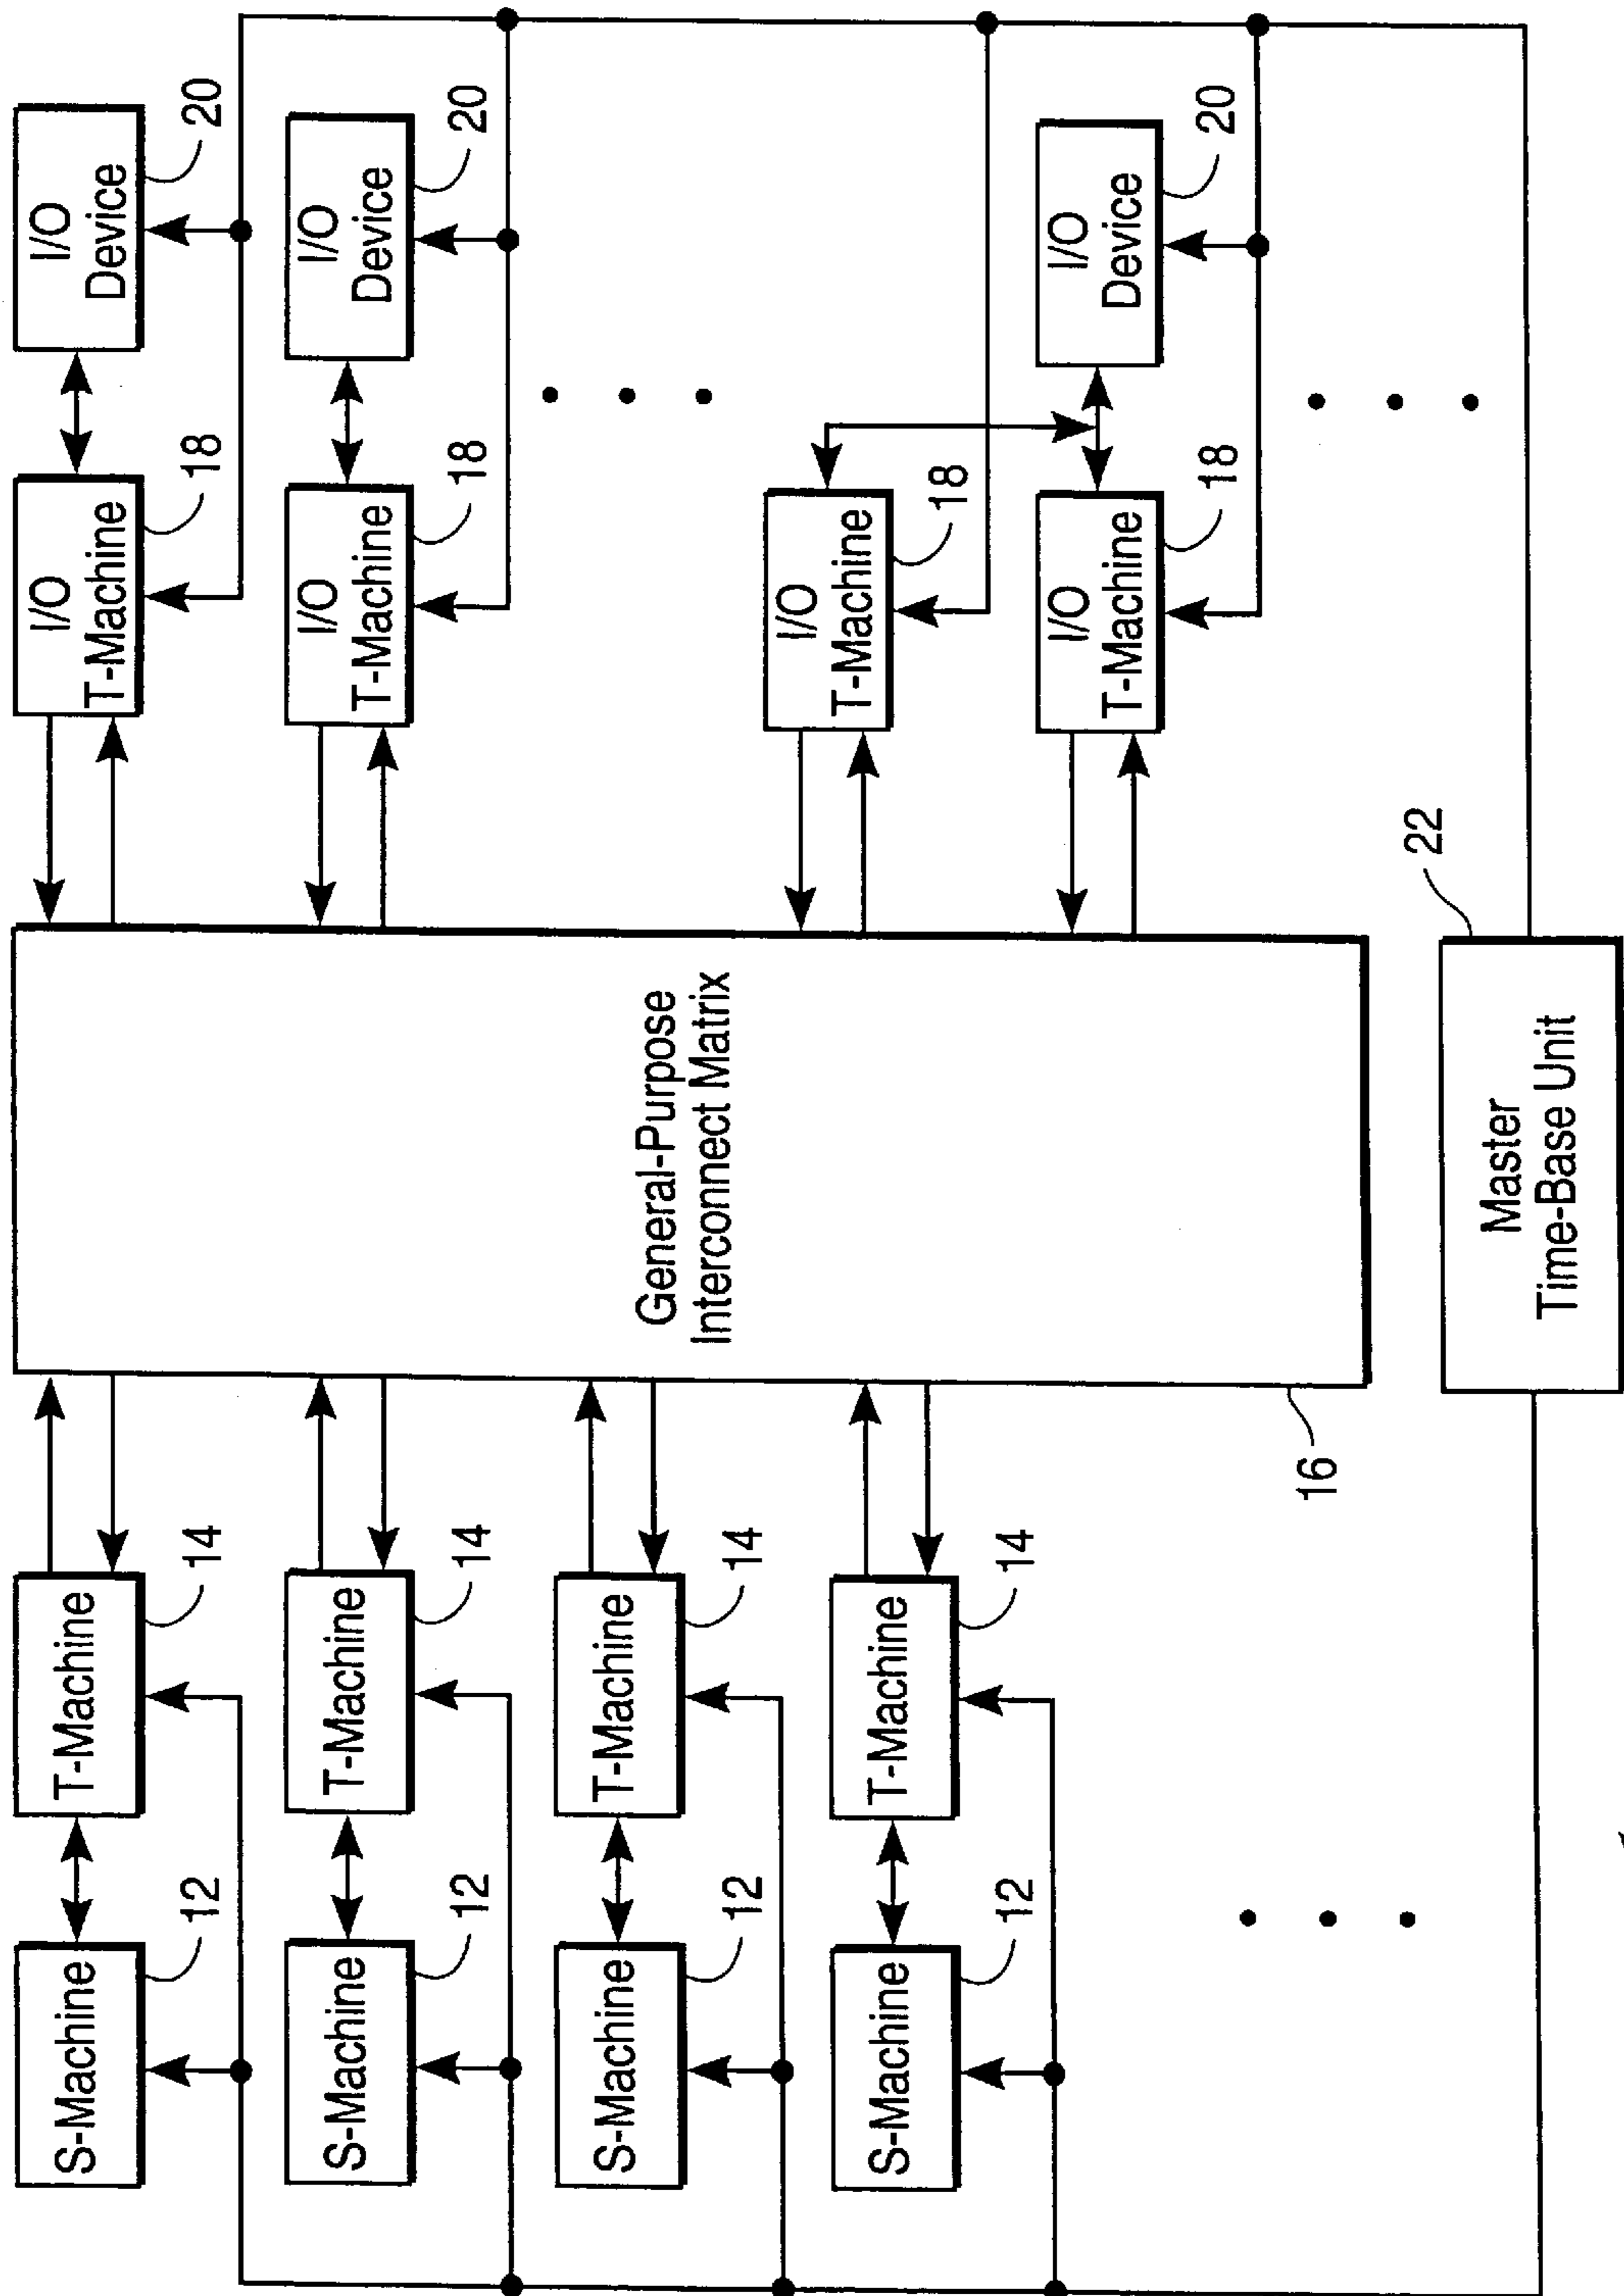 S-Machine
12
T-Machine
14
General-Purpose
Interconnect Matrix
16
I/O
T-Machine
18
I/O
Device
20
S-Machine
12
T-Machine
14
I/O
T-Machine
18
I/O
Device
20
S-Machine
12
T-Machine
14
I/O
T-Machine
18
S-Machine
12
T-Machine
14
I/O
T-Machine
18
I/O
Device
20
Master
Time-Base Unit
22